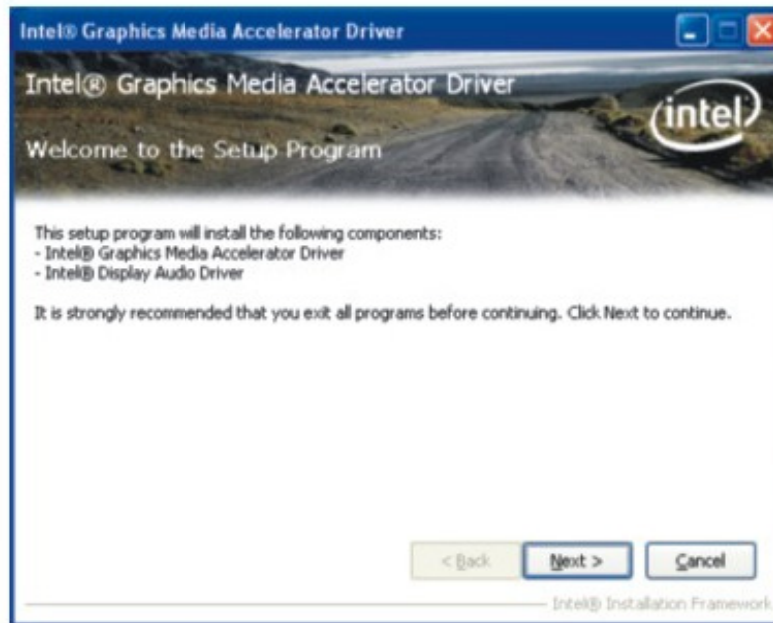 Intel® Graphics Media Accelerator Driver
Intel® Graphics Media Accelerator Driver
intel
Welcome to the Setup Program
This setup program will install the following components:
- Intel® Graphics Media Accelerator Driver
- Intel® Display Audio Driver
It is strongly recommended that you exit all programs before continuing. Click Next to continue.
< Back
Next >
Cancel
Intel® Installation Framework